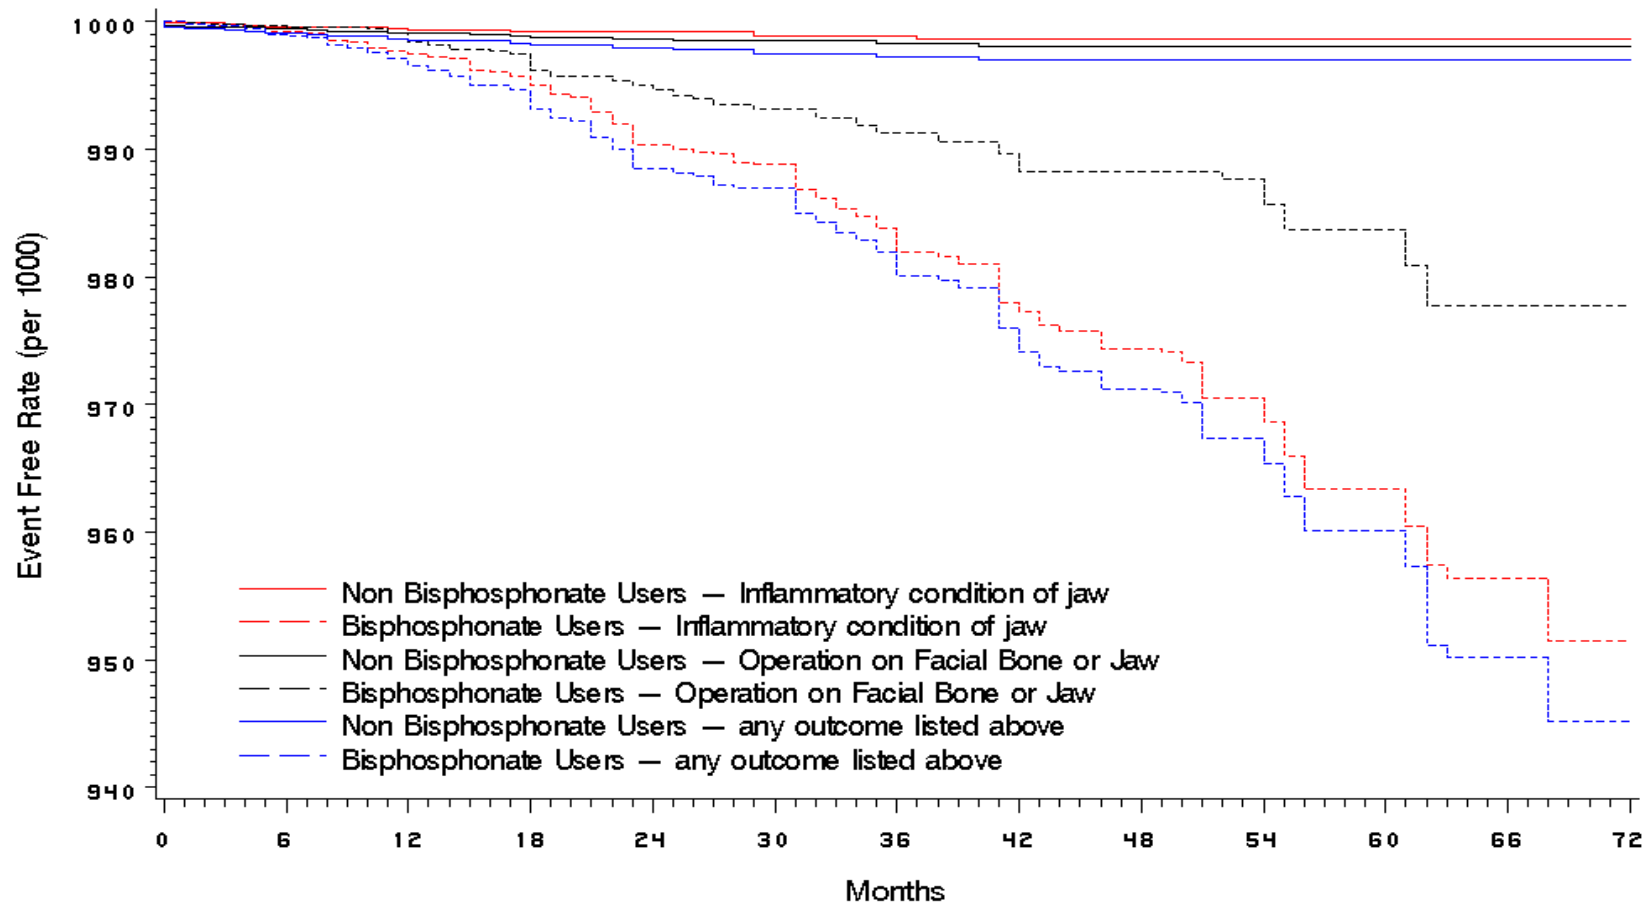 Event Free Rate (per 1000)
1000
990
980
970
960
950
940
Non Bisphosphonate Users — Inflammatory condition of jaw
Bisphosphonate Users — Inflammatory condition of jaw
Non Bisphosphonate Users — Operation on Facial Bone or Jaw
Bisphosphonate Users — Operation on Facial Bone or Jaw
Non Bisphosphonate Users — any outcome listed above
Bisphosphonate Users — any outcome listed above
0 6 12 18 24 30 36 42 48 54 60 66 72
Months